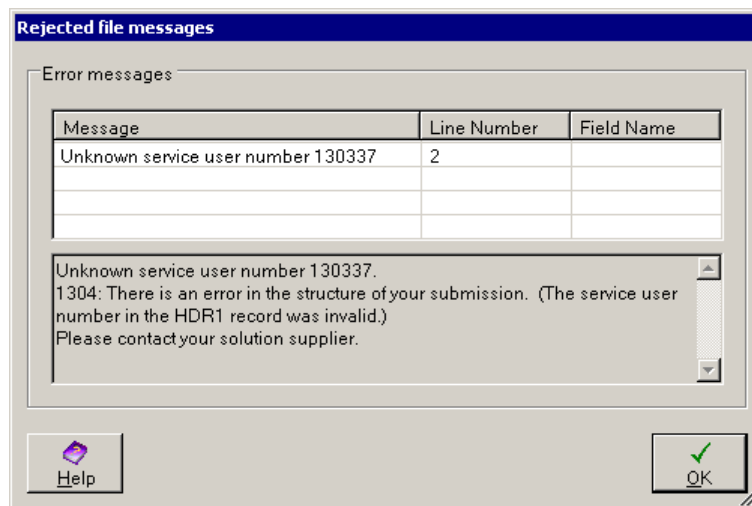 Rejected file messages
Error messages
Message Line Number Field Name
Unknown service user number 130337 2
Unknown service user number 130337.
1304: There is an error in the structure of your submission. (The service user
number in the HDR1 record was invalid.)
Please contact your solution supplier.
Help OK